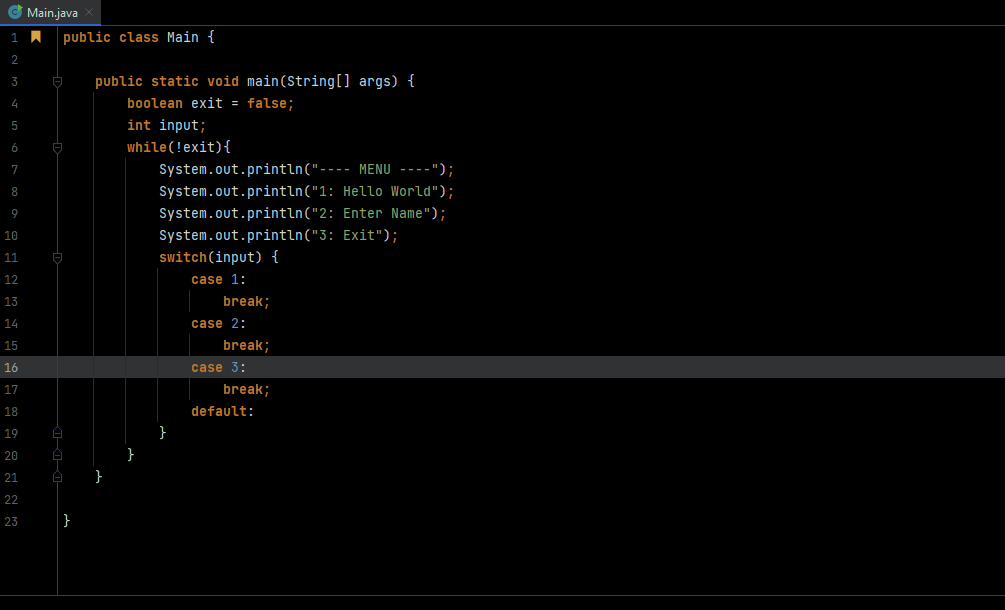 Main.java
1 public class Main {
2
3     public static void main(String[] args) {
4         boolean exit = false;
5         int input;
6         while(!exit){
7             System.out.println("---- MENU ----");
8             System.out.println("1: Hello World");
9             System.out.println("2: Enter Name");
10             System.out.println("3: Exit");
11             switch(input) {
12                 case 1:
13                     break;
14                 case 2:
15                     break;
16                 case 3:
17                     break;
18                 default:
19             }
20         }
21     }
22
23 }